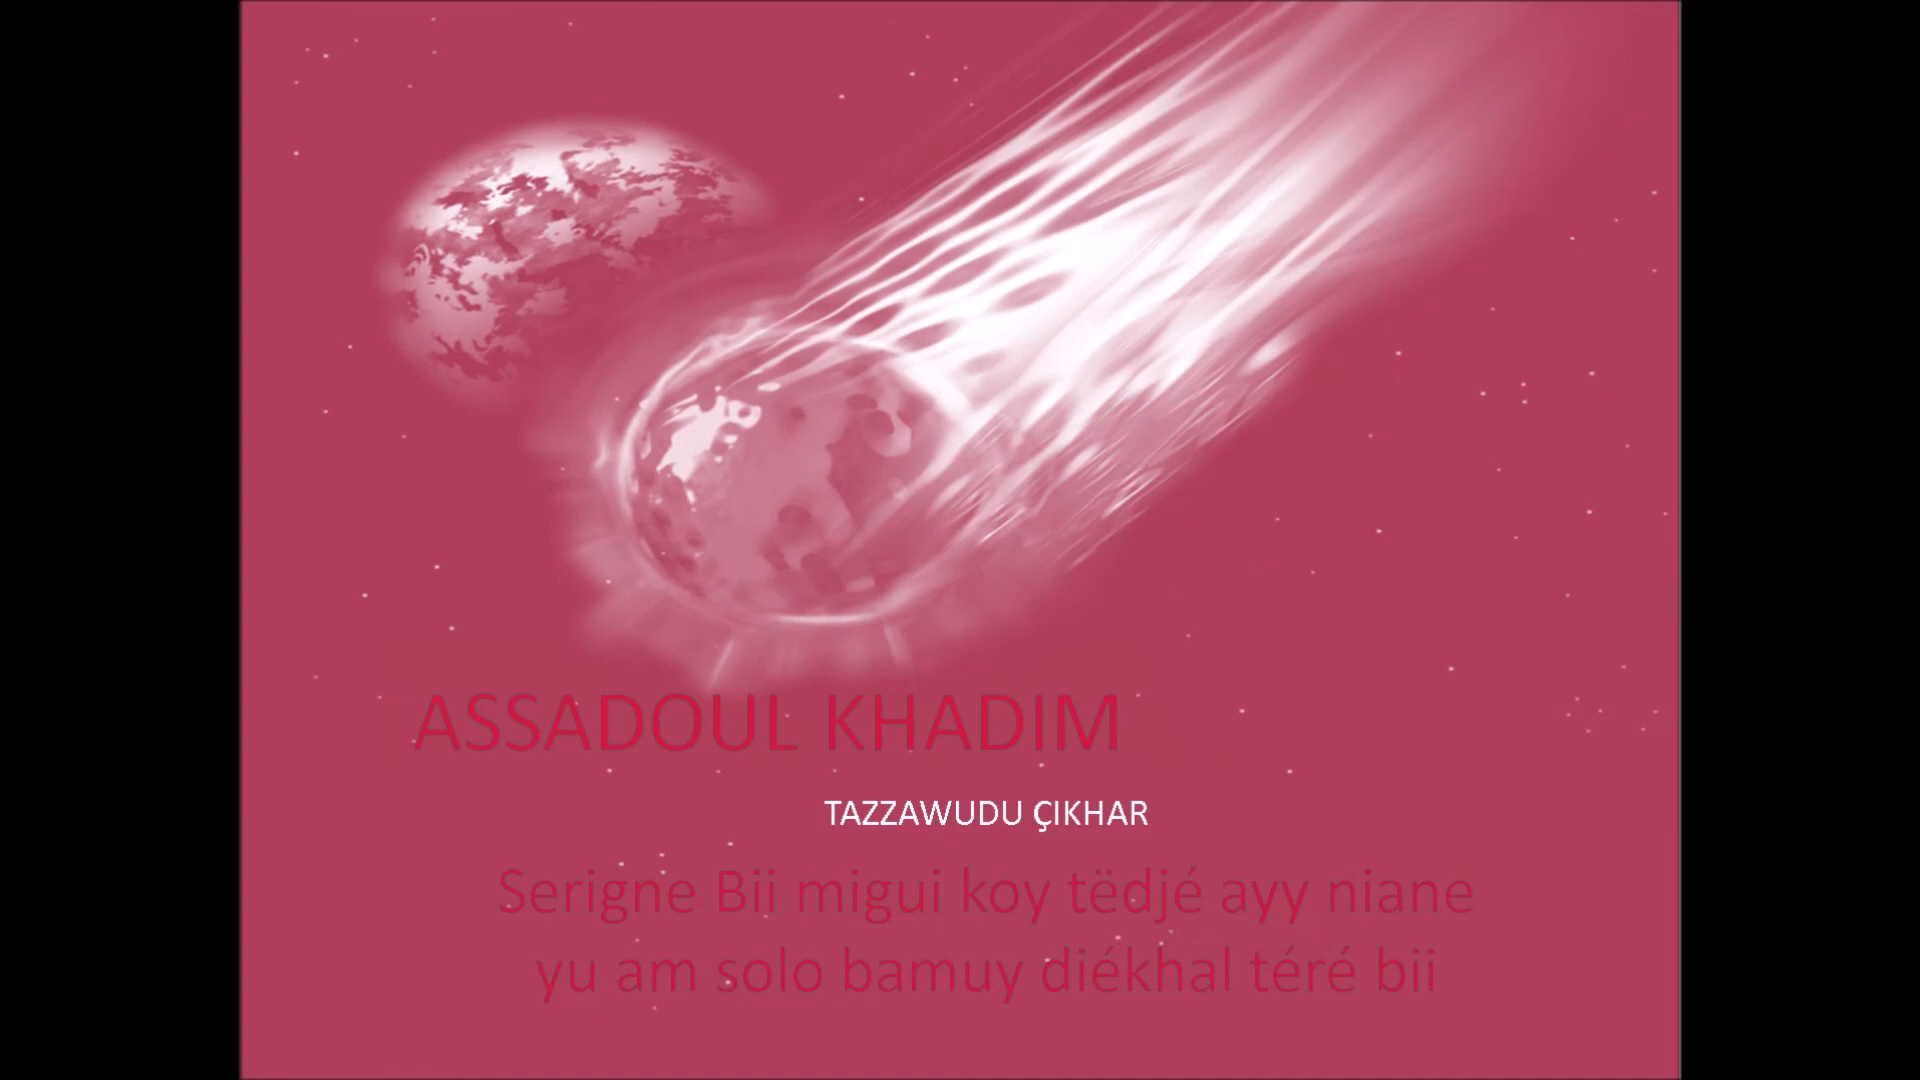 ASSADOUL KHADIM
TAZZAWUDU ÇIKHAR
Serigne Bii migui koy tëdjé ayy niane
yu am solo bamuy diékhal téré bii